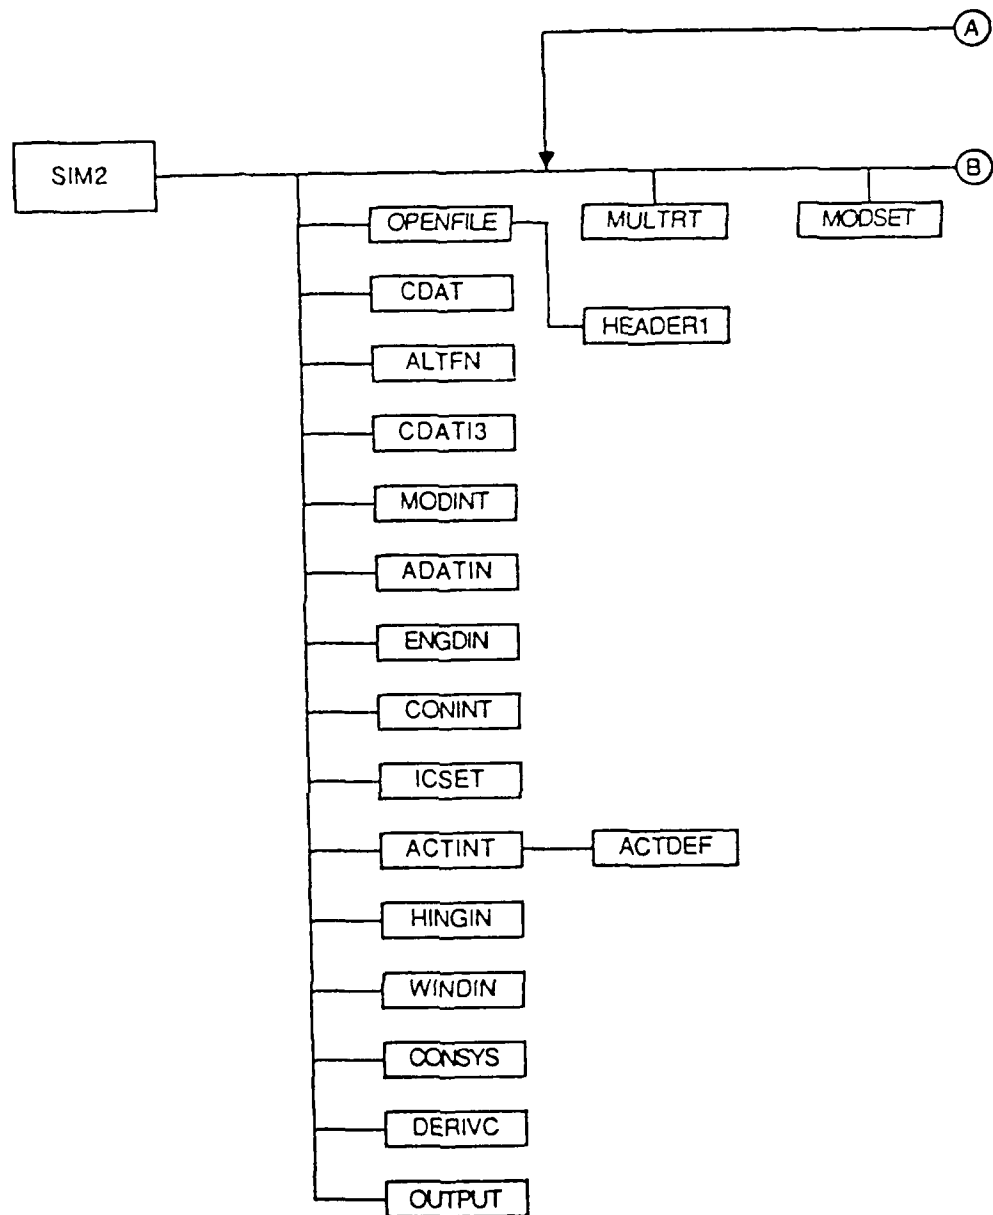 A
SIM2
B
OPENFILE
MULTRT
MODSET
CDAT
HEADER1
ALTFN
CDATI3
MODINT
ADATIN
ENGDIN
CONINT
ICSET
ACTINT
ACTDEF
HINGIN
WINDIN
CONSYS
DERIVC
OUTPUT